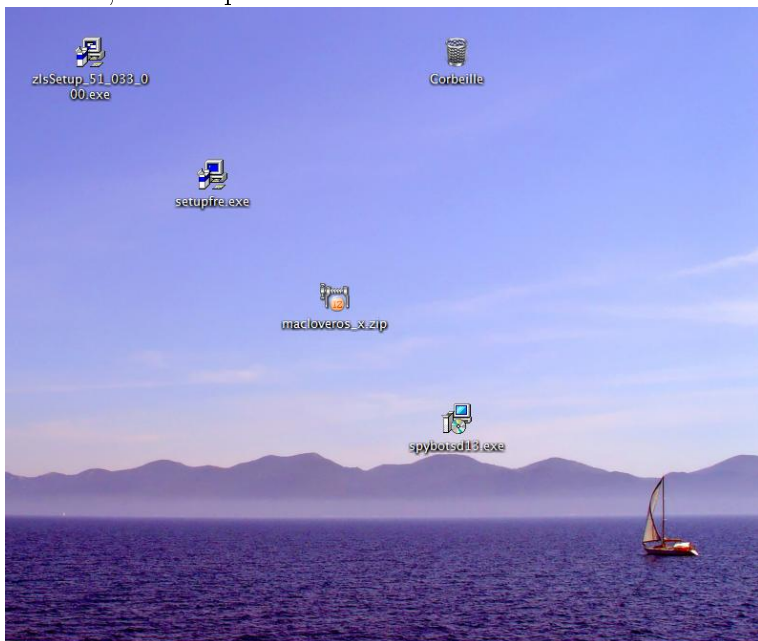 zlsSetup_51_033_0
00.exe
Corbeille
setupfre.exe
macloveros_x.zip
spybotsd13.exe